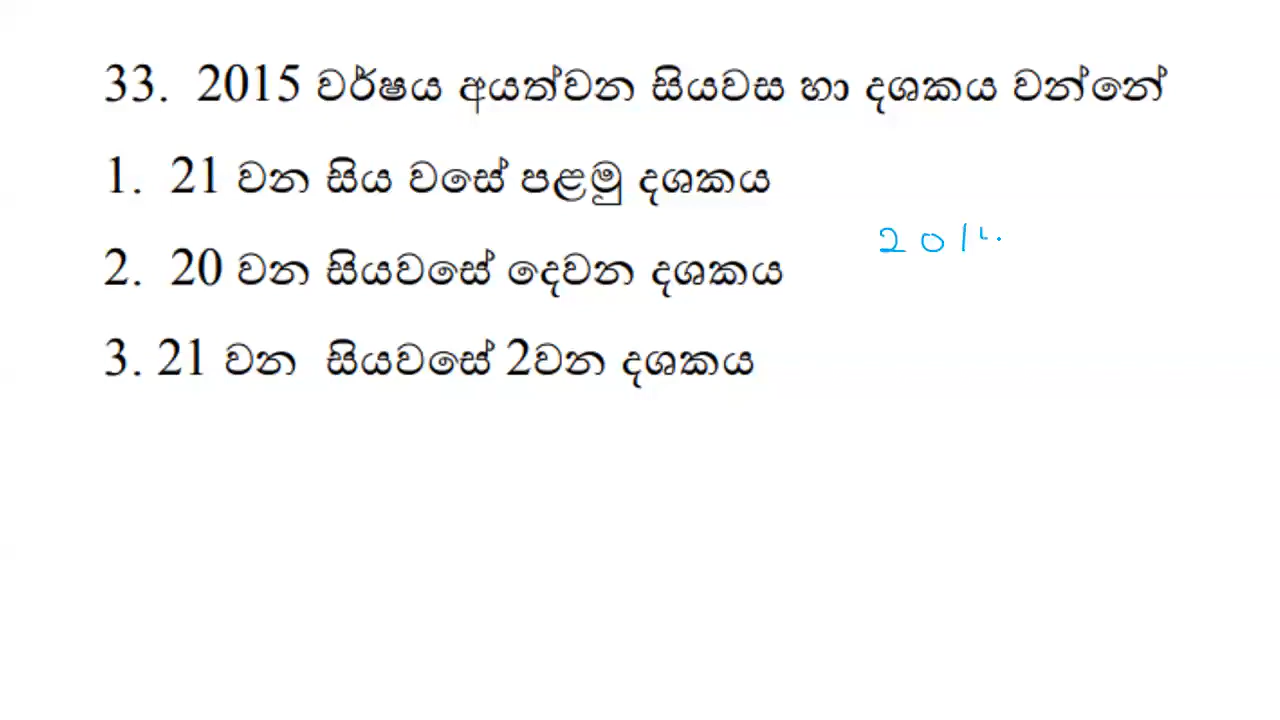 33. 2015 වර්ෂය අයත්වන සියවස හා දශකය වන්නේ
1. 21 වන සිය වසේ පළමු දශකය
2. 20 වන සියවසේ දෙවන දශකය
3. 21 වන සියවසේ 2වන දශකය
201